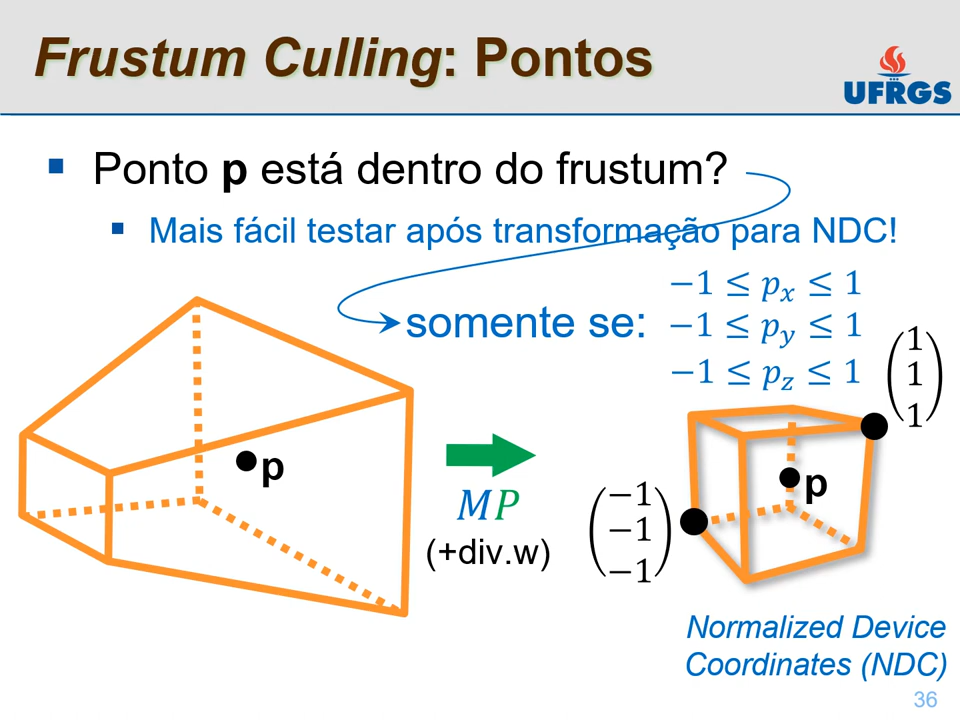 Frustum Culling: Pontos
UFRGS
Ponto p está dentro do frustum?
Mais fácil testar após transformação para NDC!
somente se:
−1 ≤ pₓ ≤ 1
−1 ≤ p_y ≤ 1
−1 ≤ p_z ≤ 1
(1
1
1)
p
MP
(+div.w)
(−1
−1
−1)
p
Normalized Device
Coordinates (NDC)
36